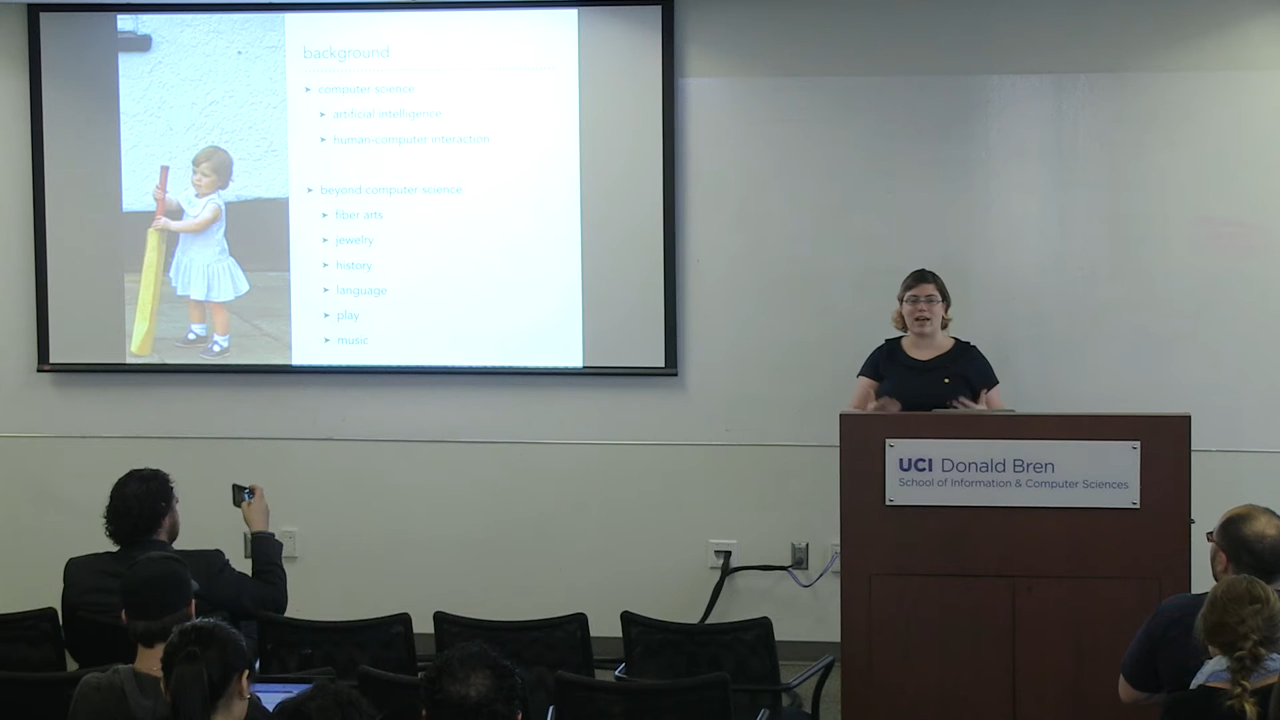 background
computer science
artificial intelligence
human-computer interaction
beyond computer science
fiber arts
jewelry
history
language
play
music
UCI Donald Bren
School of Information & Computer Sciences